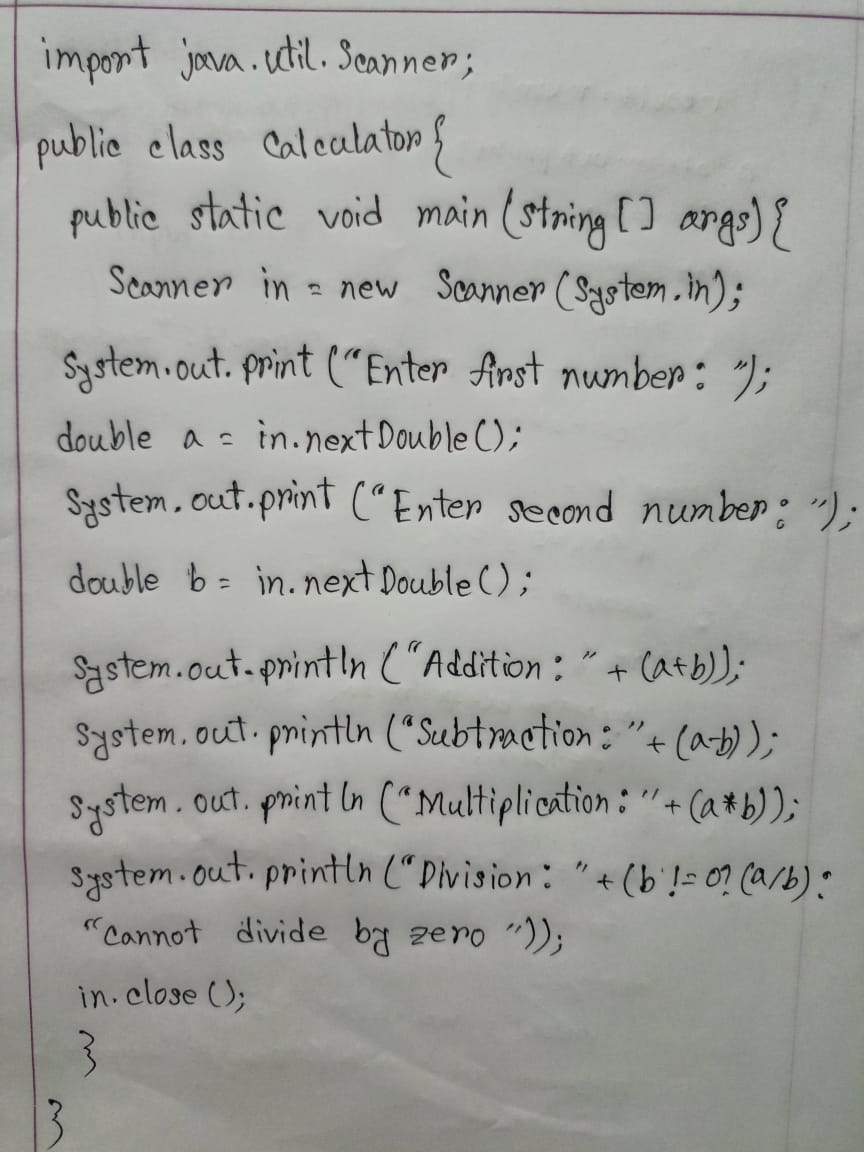 import java.util.Scanner;
public class Calculator{
public static void main (string [] args) {
Scanner in = new Scanner (System.in);
System.out.print ("Enter first number: ");
double a = in.nextDouble();
System.out.print ("Enter second number: ");
double b = in.nextDouble();
System.out.println ("Addition: " + (a+b));
System.out.println ("Subtraction: "+ (a-b));
System.out.println ("Multiplication: "+ (a*b));
System.out.println ("Division: " + (b != 0? (a/b) :
"Cannot divide by zero "));
in.close ();
}
}